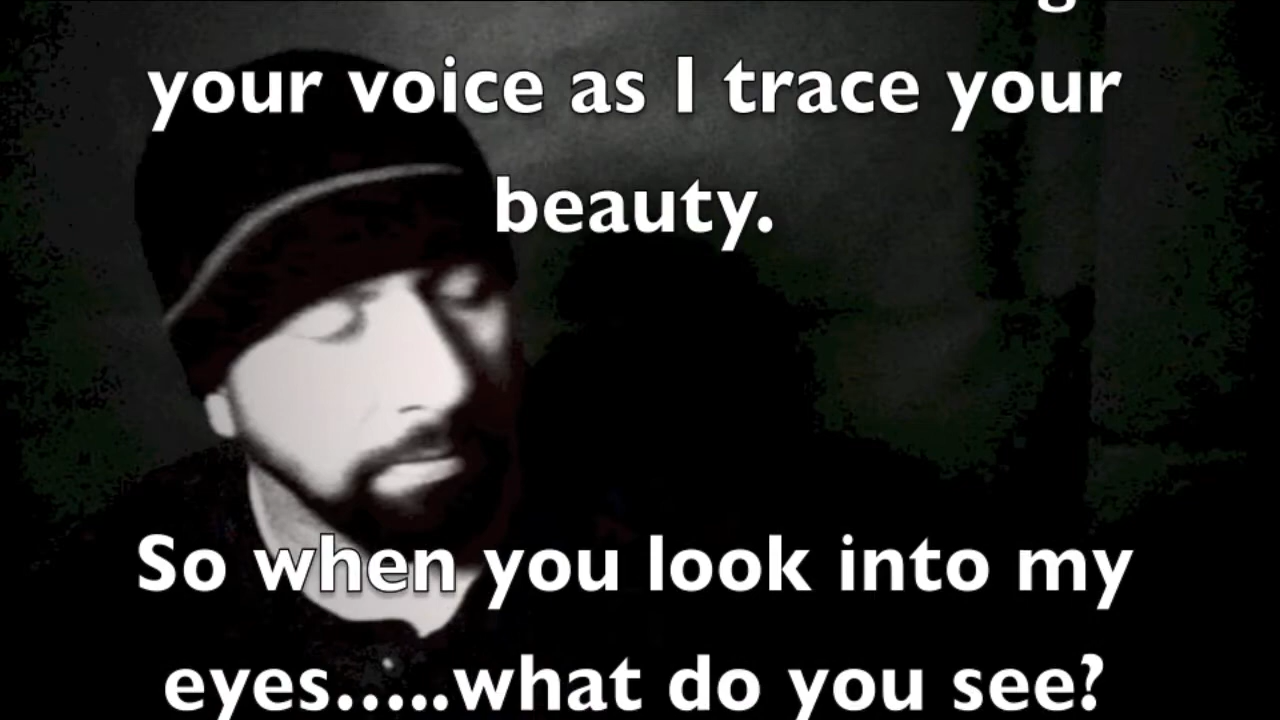 your voice as I trace your
beauty.
So when you look into my
eyes.....what do you see?